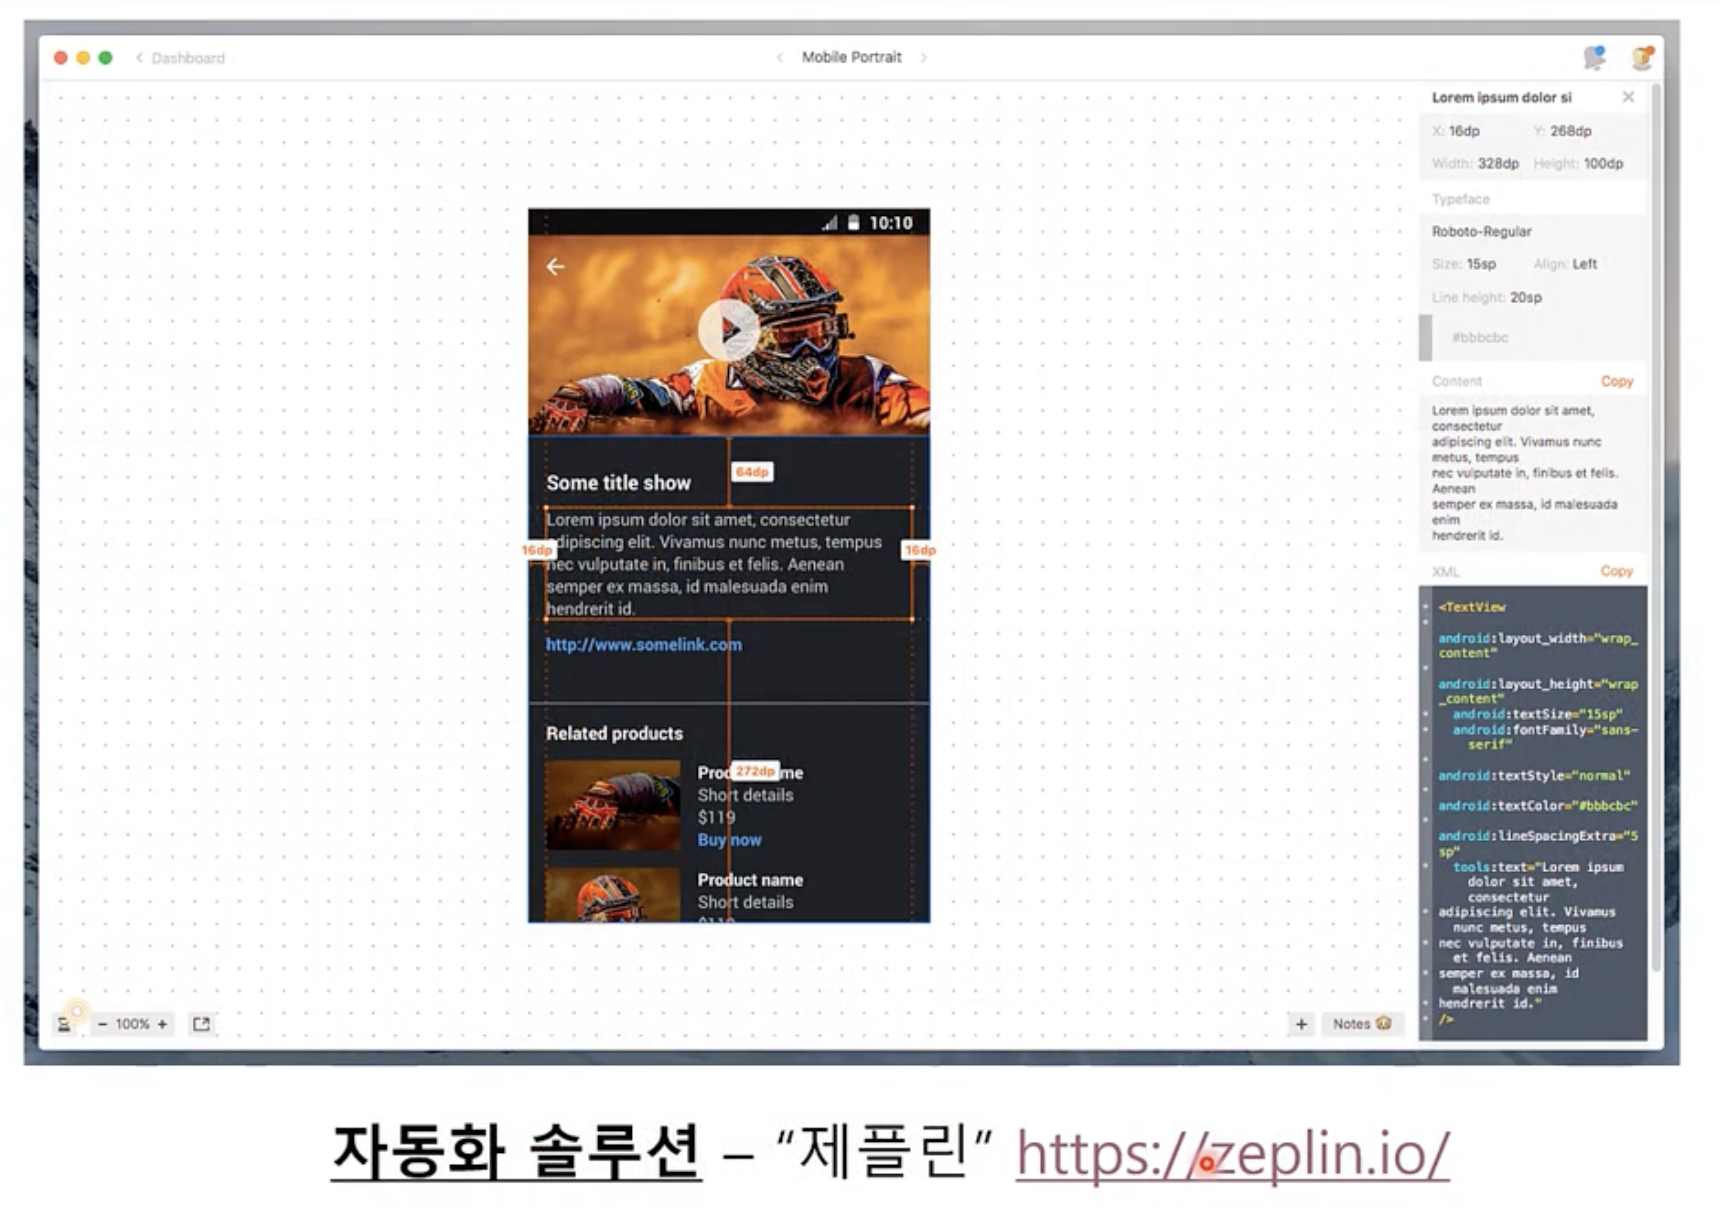 Dashboard
Mobile Portrait
10:10
64dp
Some title show
Lorem ipsum dolor sit amet, consectetur
adipiscing elit. Vivamus nunc metus, tempus
nec vulputate in, finibus et felis. Aenean
semper ex massa, id malesuada enim
hendrerit id.
16dp
16dp
http://www.somelink.com
Related products
272dp
Short details
$119
Buy now
Product name
Short details
$119
100%
Notes
Lorem ipsum dolor si
X: 16dp Y: 268dp
Width: 328dp Height: 100dp
Typeface
Roboto-Regular
Size: 15sp Align: Left
Line height: 20sp
#bbbcbc
Content Copy
Lorem ipsum dolor sit amet,
consectetur
adipiscing elit. Vivamus nunc
metus, tempus
nec vulputate in, finibus et felis.
Aenean
semper ex massa, id malesuada
enim
hendrerit id.
XML Copy
<TextView
android:layout_width="wrap_
content"
android:layout_height="wrap
_content"
android:textSize="15sp"
android:fontFamily="sans-
serif"
android:textStyle="normal"
android:textColor="#bbbcbc"
android:lineSpacingExtra="5
sp"
tools:text="Lorem ipsum
dolor sit amet,
consectetur
adipiscing elit. Vivamus
nunc metus, tempus
nec vulputate in, finibus
et felis. Aenean
semper ex massa, id
malesuada enim
hendrerit id."
/>
자동화 솔루션 – “제플린” https://zeplin.io/